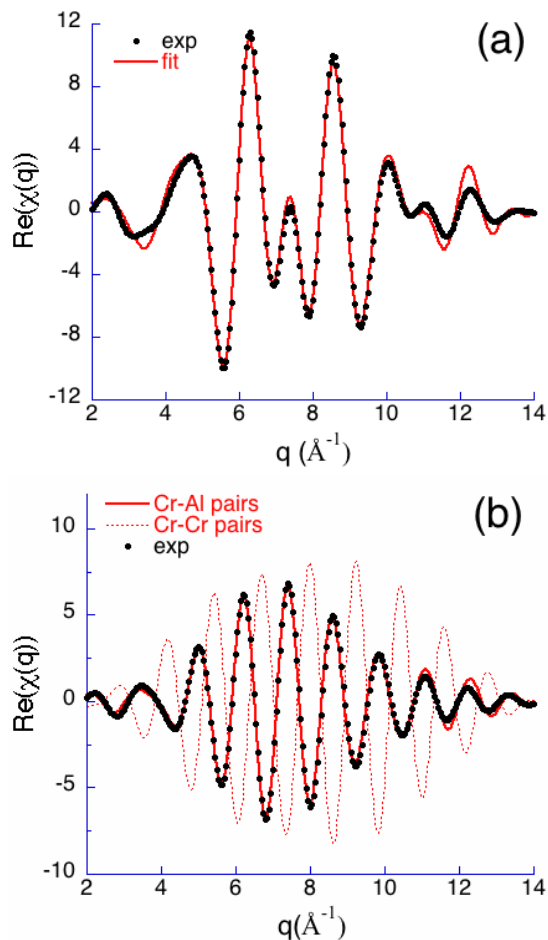 12
(a)
exp
fit
8
4
0
-4
-8
-12
Re(χ(q))
2 4 6 8 10 12 14
q (Å⁻¹)
(b)
Cr-Al pairs
Cr-Cr pairs
exp
10
5
0
-5
-10
Re(χ(q))
2 4 6 8 10 12 14
q(Å⁻¹)